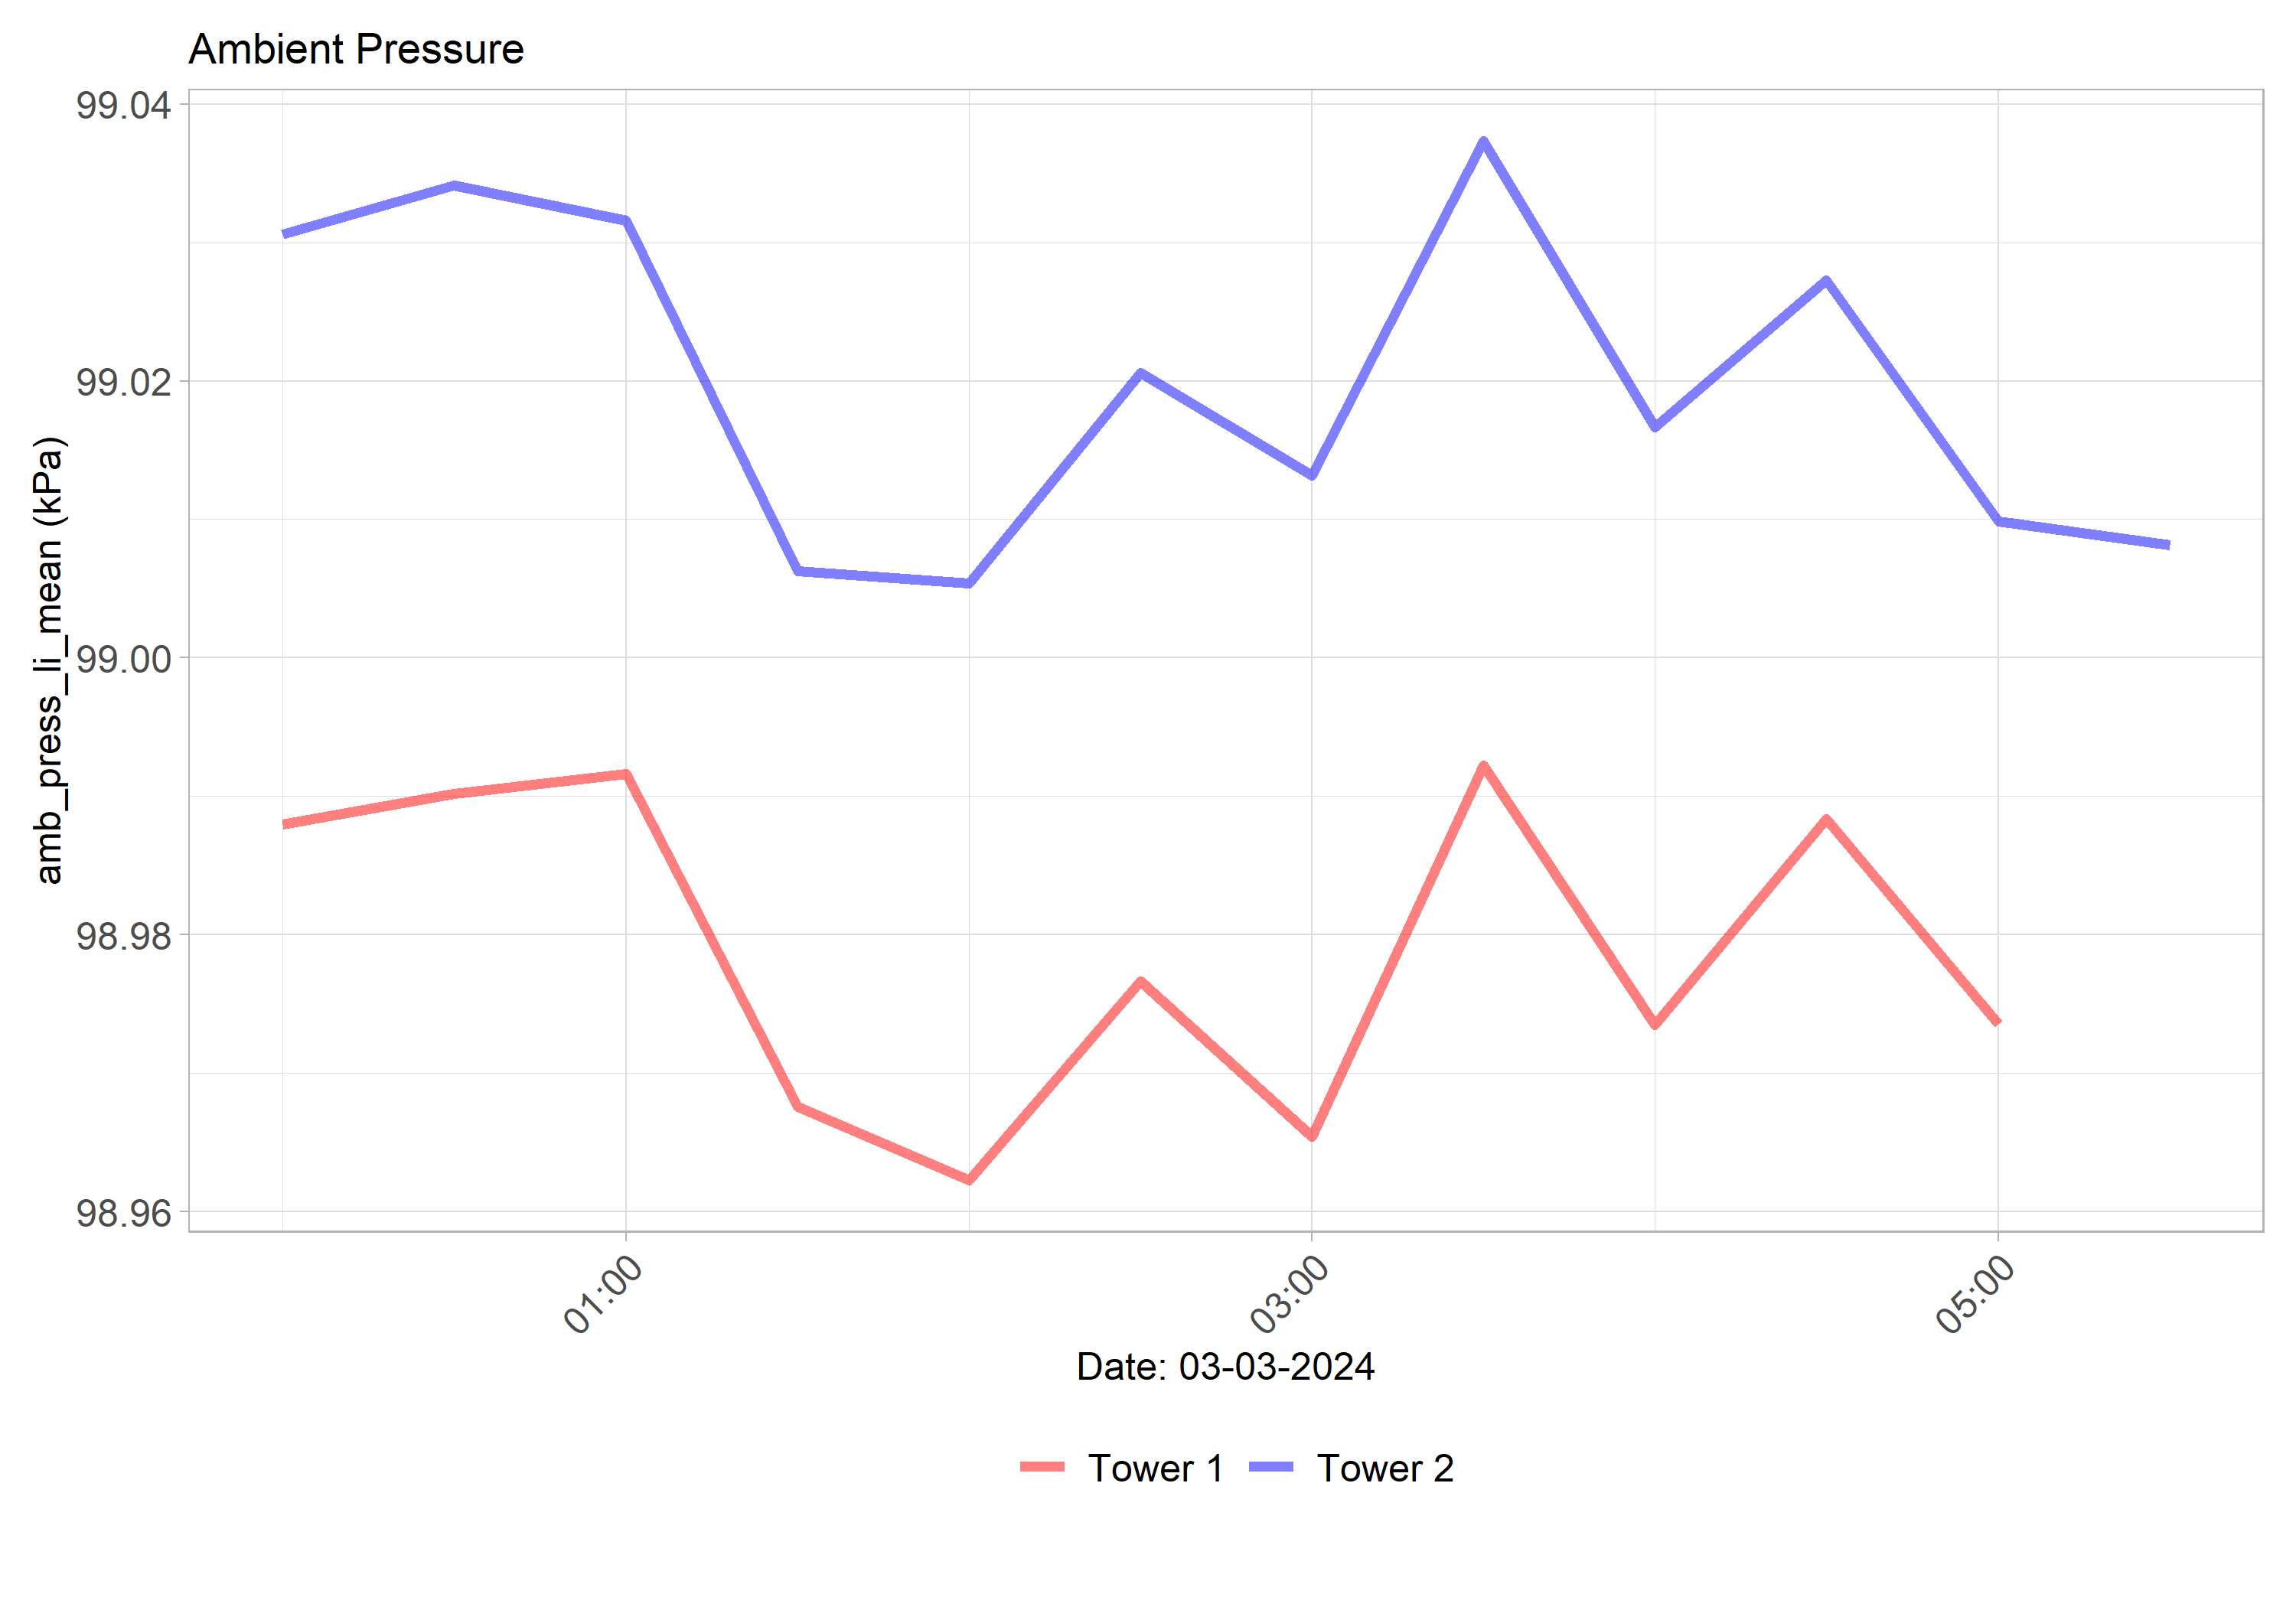 Ambient Pressure
amb_press_li_mean (kPa)
99.04
99.02
99.00
98.98
98.96
01:00
03:00
05:00
Date: 03-03-2024
Tower 1
Tower 2